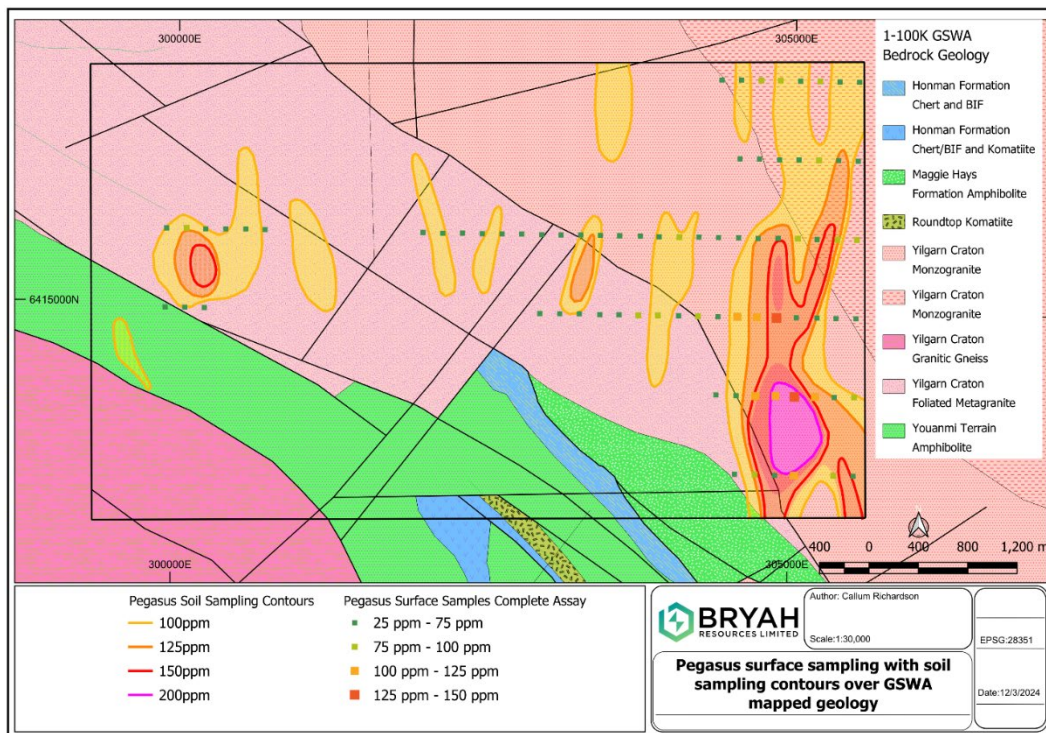 300000E
305000E
6415000N
300000E
305000E
400 0 400 800 1,200 m
1-100K GSWA
Bedrock Geology
Honman Formation
Chert and BIF
Honman Formation
Chert/BIF and Komatiite
Maggie Hays
Formation Amphibolite
Roundtop Komatiite
Yilgarn Craton
Monzogranite
Yilgarn Craton
Monzogranite
Yilgarn Craton
Granitic Gneiss
Yilgarn Craton
Foliated Metagranite
Youanmi Terrain
Amphibolite
Pegasus Soil Sampling Contours
100ppm
125ppm
150ppm
200ppm
Pegasus Surface Samples Complete Assay
25 ppm - 75 ppm
75 ppm - 100 ppm
100 ppm - 125 ppm
125 ppm - 150 ppm
BRYAH
RESOURCES LIMITED
Author: Callum Richardson
Scale:1:30,000
EPSG:28351
Date:12/3/2024
Pegasus surface sampling with soil
sampling contours over GSWA
mapped geology